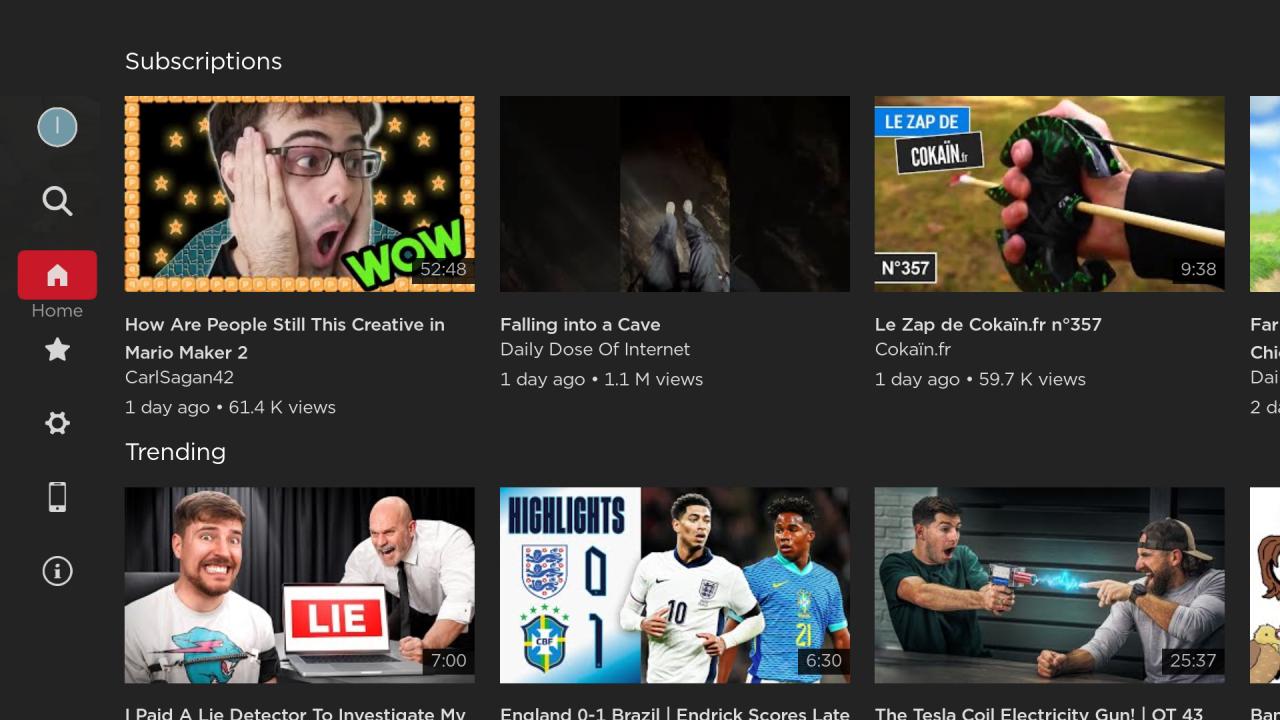 Subscriptions
I
Home
WOW
52:48
LE ZAP DE
COKAÏN.fr
N°357
9:38
How Are People Still This Creative in
Mario Maker 2
CarlSagan42
1 day ago • 61.4 K views
Falling into a Cave
Daily Dose Of Internet
1 day ago • 1.1 M views
Le Zap de Cokaïn.fr n°357
Cokaïn.fr
1 day ago • 59.7 K views
Far
Chi
Dai
2 da
Trending
LIE
7:00
HIGHLIGHTS
0
CBF
1
10
21
6:30
25:37
I Paid A Lie Detector To Investigate My
England 0-1 Brazil | Endrick Scores Late
The Tesla Coil Electricity Gun! | OT 43